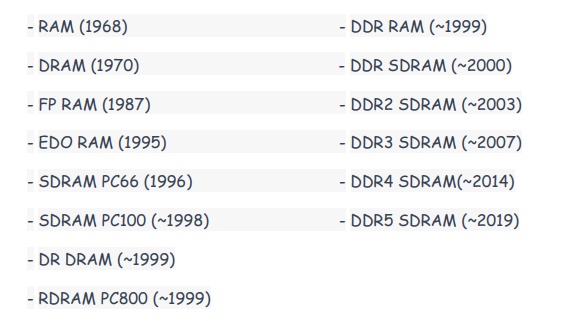 - RAM (1968)
- DRAM (1970)
- FP RAM (1987)
- EDO RAM (1995)
- SDRAM PC66 (1996)
- SDRAM PC100 (~1998)
- DR DRAM (~1999)
- RDRAM PC800 (~1999)
- DDR RAM (~1999)
- DDR SDRAM (~2000)
- DDR2 SDRAM (~2003)
- DDR3 SDRAM (~2007)
- DDR4 SDRAM(~2014)
- DDR5 SDRAM (~2019)